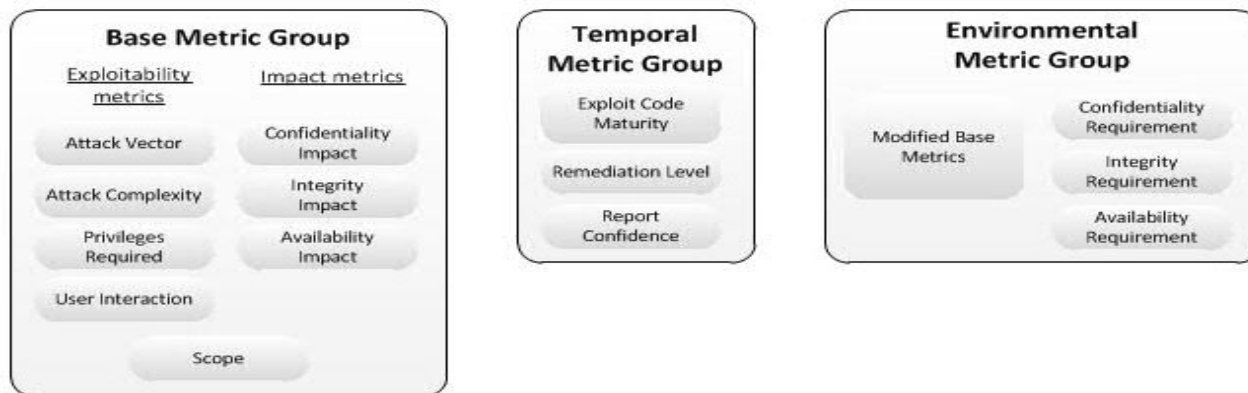 Base Metric Group
Exploitability
metrics
Impact metrics
Attack Vector
Attack Complexity
Privileges
Required
User Interaction
Confidentiality
Impact
Integrity
Impact
Availability
Impact
Scope
Temporal
Metric Group
Exploit Code
Maturity
Remediation Level
Report
Confidence
Environmental
Metric Group
Modified Base
Metrics
Confidentiality
Requirement
Integrity
Requirement
Availability
Requirement